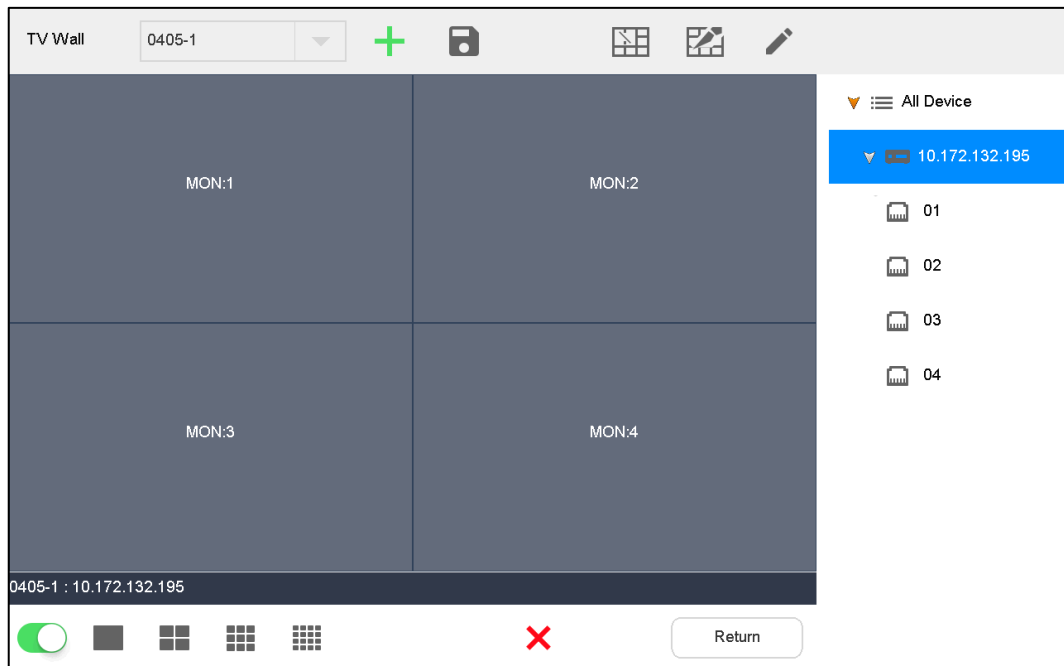 TV Wall
0405-1
All Device
10.172.132.195
MON:1
MON:2
01
02
03
04
MON:3
MON:4
0405-1 : 10.172.132.195
Return